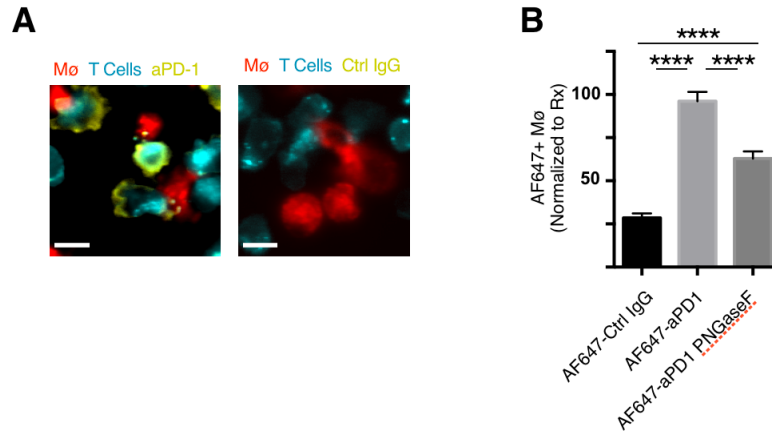 A
Mø T Cells aPD-1
Mø T Cells Ctrl IgG
B
****
**** ****
AF647+ Mø
(Normalized to Rx)
100
50
AF647-Ctrl IgG
AF647-aPD1
AF647-aPD1 PNGaseF